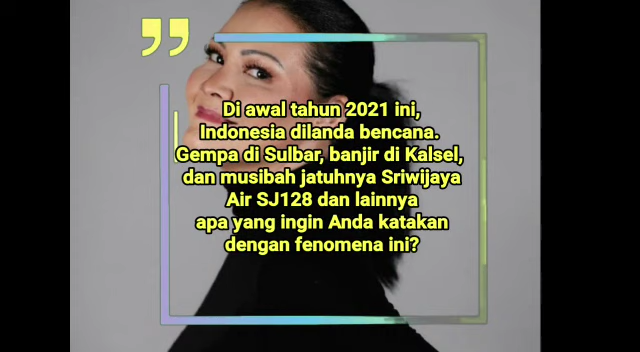 Di awal tahun 2021 ini,
Indonesia dilanda bencana.
Gempa di Sulbar, banjir di Kalsel,
dan musibah jatuhnya Sriwijaya
Air SJ128 dan lainnya
apa yang ingin Anda katakan
dengan fenomena ini?